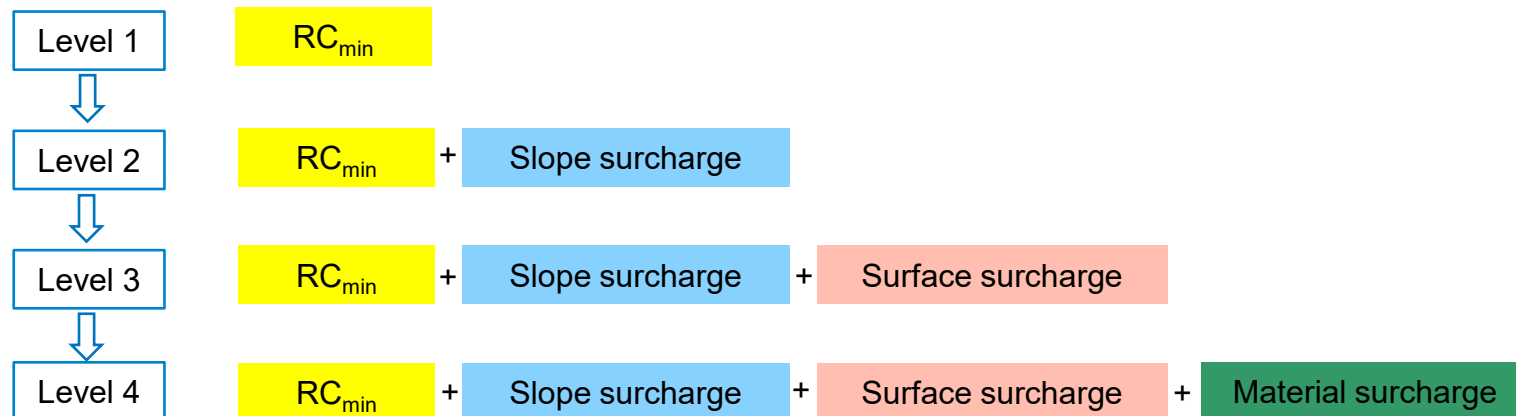 Level 1 RCmin
Level 2 RCmin + Slope surcharge
Level 3 RCmin + Slope surcharge + Surface surcharge
Level 4 RCmin + Slope surcharge + Surface surcharge + Material surcharge